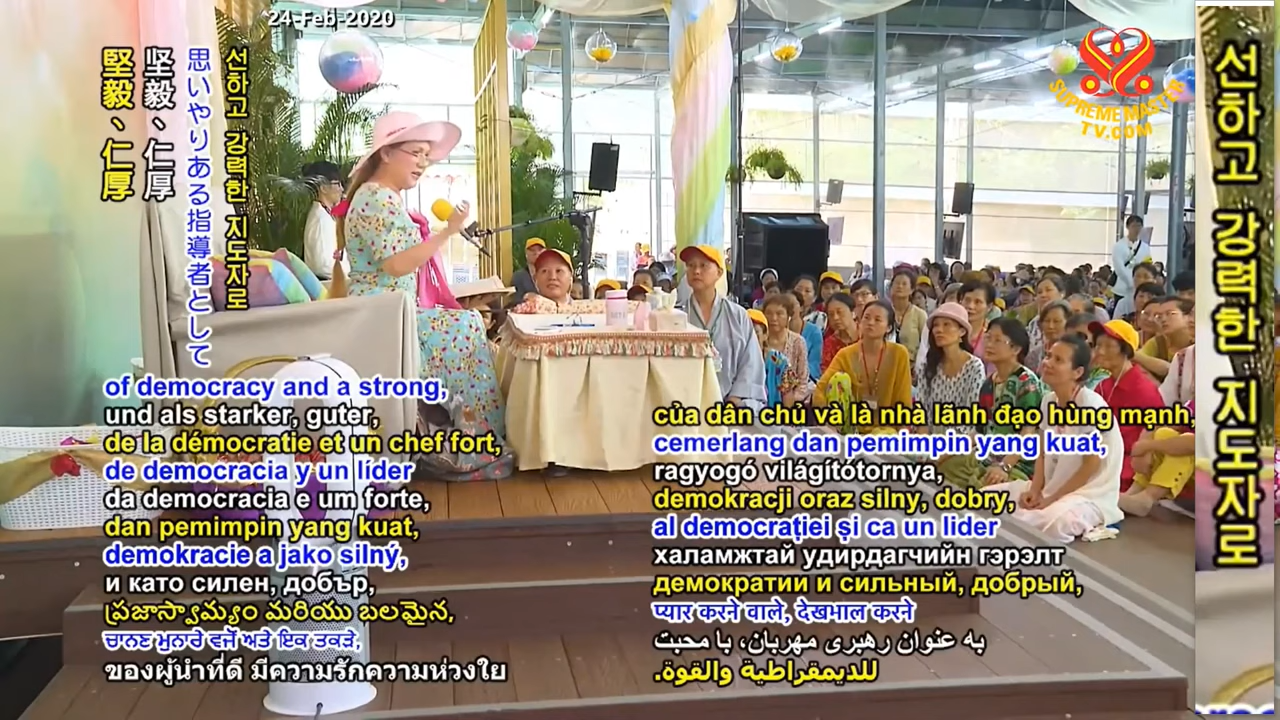 24-Feb-2020
SUPREME MASTER
TV.COM
선하고 강력한 지도자로
思いやりある指導者として
坚毅、仁厚
堅毅、仁厚
of democracy and a strong,
und als starker, guter,
de la démocratie et un chef fort,
de democracia y un líder
da democracia e um forte,
dan pemimpin yang kuat,
demokracie a jako silný,
и като силен, добър,
ప్రజాస్వామ్యం మరియు బలమైన,
ਚਾਨਣ ਮੁਨਾਰੇ ਵਜੋਂ ਅਤੇ ਇਕ ਤਕੜੇ,
ของผู้นำที่ดี มีความรักความห่วงใย
của dân chủ và là nhà lãnh đạo hùng mạnh,
cemerlang dan pemimpin yang kuat,
ragyogó világítótornya,
demokracji oraz silny, dobry,
al democrației și ca un lider
халамжтай удирдагчийн гэрэлт
демократии и сильный, добрый,
प्यार करने वाले, देखभाल करने
به عنوان رهبری مهربان، با محبت
للديمقراطية والقوة.
선하고 강력한 지도자로